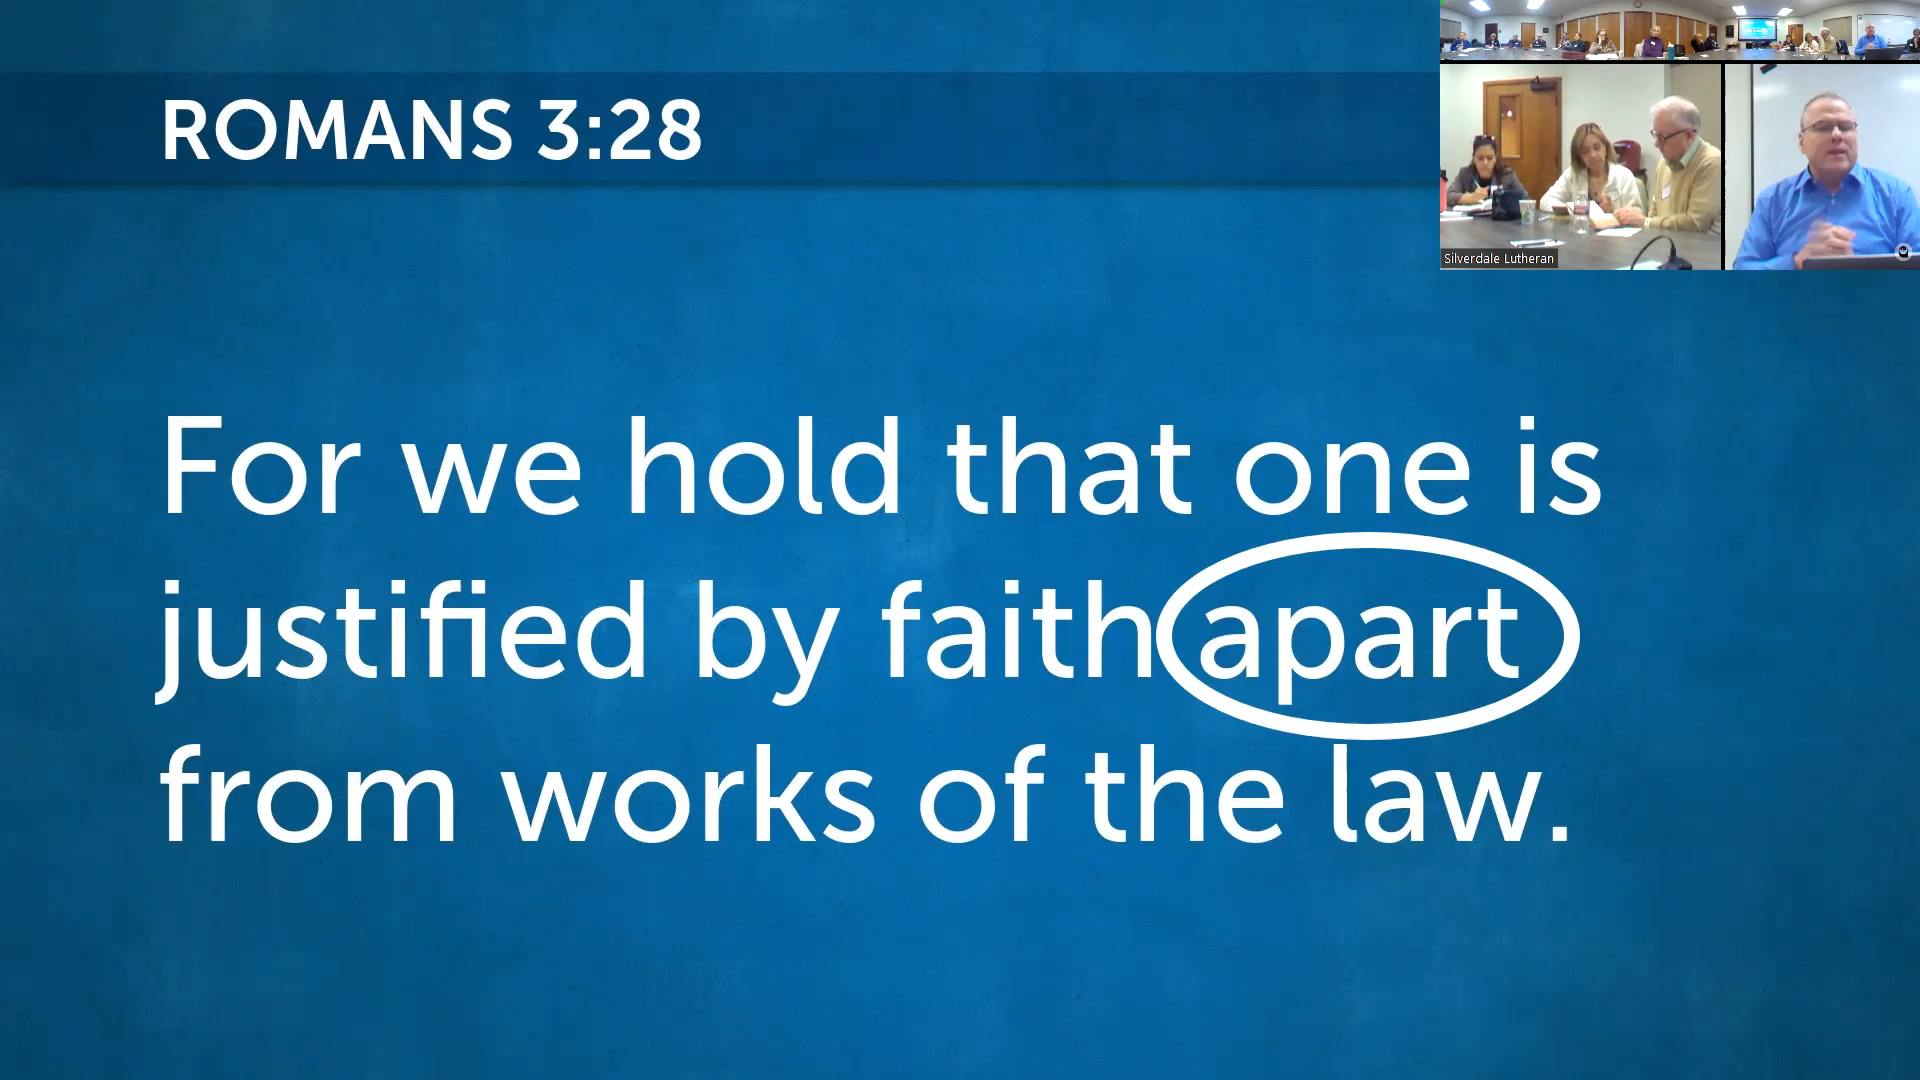 ROMANS 3:28
Silverdale Lutheran
For we hold that one is
justified by faith apart
from works of the law.